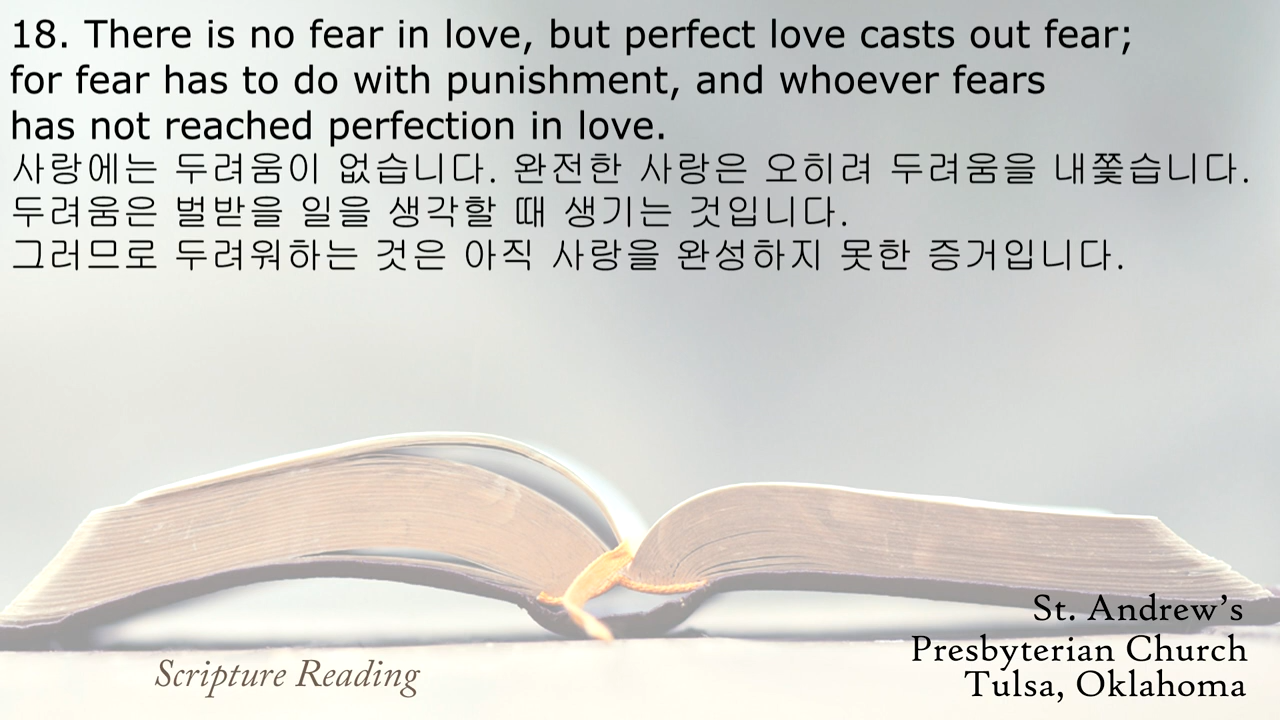 18. There is no fear in love, but perfect love casts out fear;
for fear has to do with punishment, and whoever fears
has not reached perfection in love.
사랑에는 두려움이 없습니다. 완전한 사랑은 오히려 두려움을 내쫓습니다.
두려움은 벌받을 일을 생각할 때 생기는 것입니다.
그러므로 두려워하는 것은 아직 사랑을 완성하지 못한 증거입니다.
St. Andrew’s
Presbyterian Church
Tulsa, Oklahoma
Scripture Reading